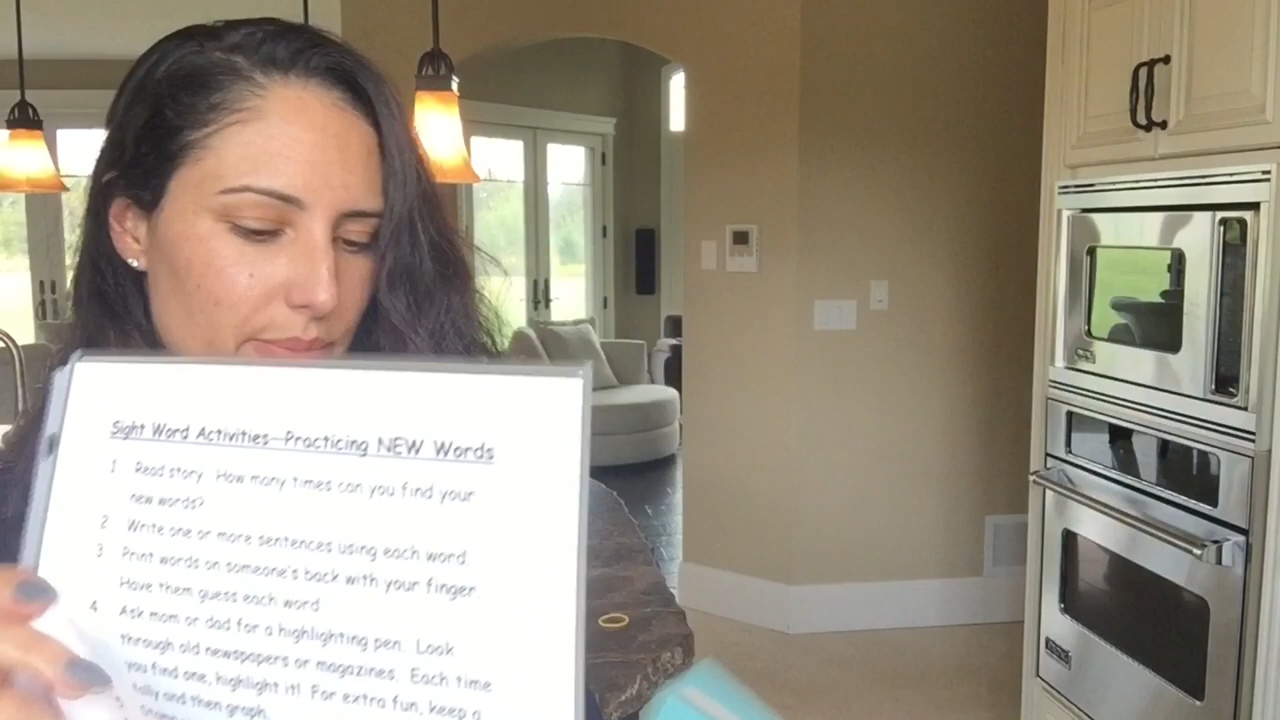 Sight Word Activities—Practicing NEW Words
1 Read story. How many times can you find your
new words?
2 Write one or more sentences using each word.
3 Print words on someone's back with your finger.
Have them guess each word.
4 Ask mom or dad for a highlighting pen. Look
through old newspapers or magazines. Each time
you find one, highlight it! For extra fun, keep a
tally and then graph.